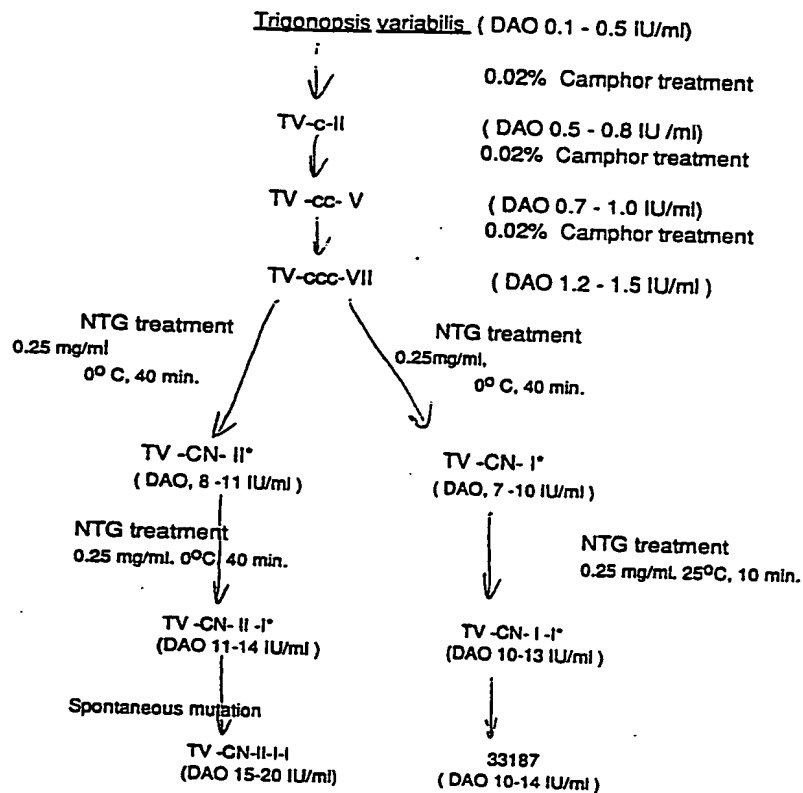 Trigonopsis variabilis ( DAO 0.1 - 0.5 IU/ml)
0.02% Camphor treatment
TV-c-II ( DAO 0.5 - 0.8 IU /ml)
0.02% Camphor treatment
TV -cc- V ( DAO 0.7 - 1.0 IU/ml)
0.02% Camphor treatment
TV-ccc-VII ( DAO 1.2 - 1.5 IU/ml )
NTG treatment
0.25 mg/ml
0º C, 40 min.
NTG treatment
0.25mg/ml,
0º C, 40 min.
TV -CN- II*
( DAO, 8 -11 IU/ml )
TV -CN- I*
( DAO, 7 -10 IU/ml )
NTG treatment
0.25 mg/ml. 0ºC, 40 min.
NTG treatment
0.25 mg/ml. 25ºC, 10 min.
TV -CN- II -I*
(DAO 11-14 IU/ml )
TV -CN- I -I*
(DAO 10-13 IU/ml )
Spontaneous mutation
TV -CN-II-I-I
(DAO 15-20 IU/ml)
33187
( DAO 10-14 IU/ml )